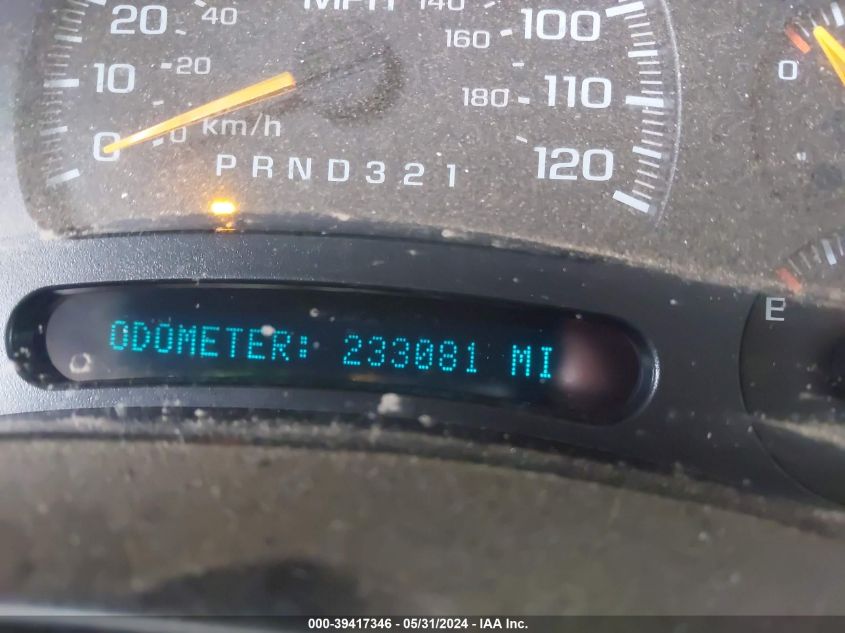 MPH 140
20 40 100
160
10 20 0
180 110
0 0 km/h
120
PRND321
E
ODOMETER: 233081 MI
000-39417346 - 05/31/2024 - IAA Inc.